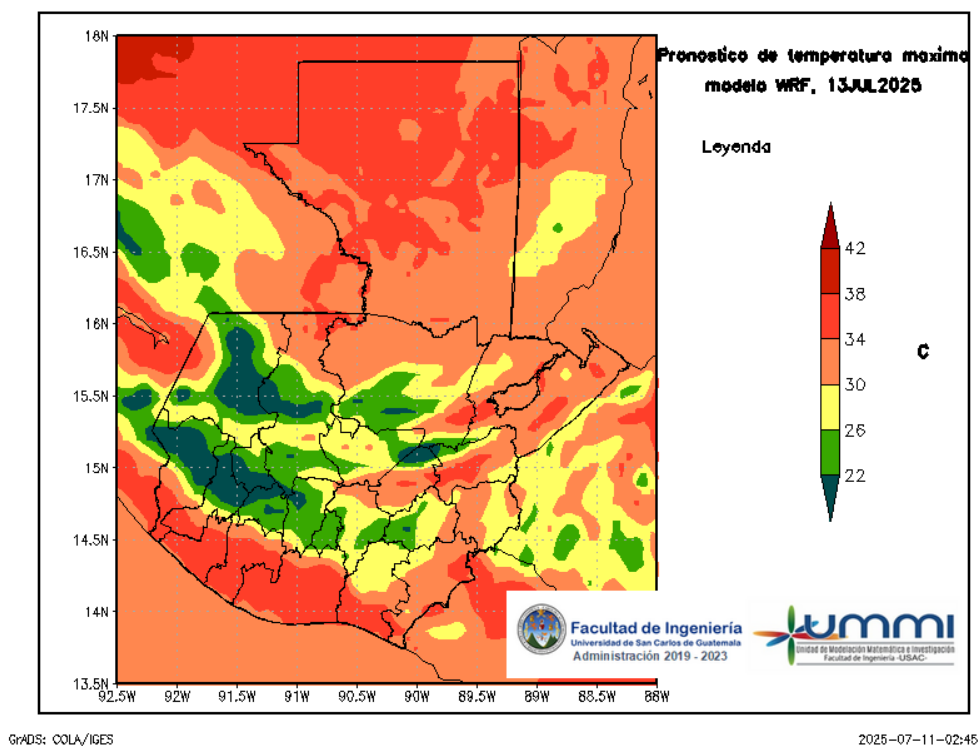 Pronostico de temperatura maxima
modelo WRF, 13JUL2025
Leyenda
42
38
34
30
26
22
C
18N
17.5N
17N
16.5N
16N
15.5N
15N
14.5N
14N
13.5N
92.5W
92W
91.5W
91W
90.5W
90W
89.5W
89W
88.5W
88W
Facultad de Ingeniería
Universidad de San Carlos de Guatemala
Administración 2019 - 2023
ummi
Unidad de Modelación Matemática e Investigación
Facultad de Ingeniería -USAC-
GrADS: COLA/IGES
2025-07-11-02:45